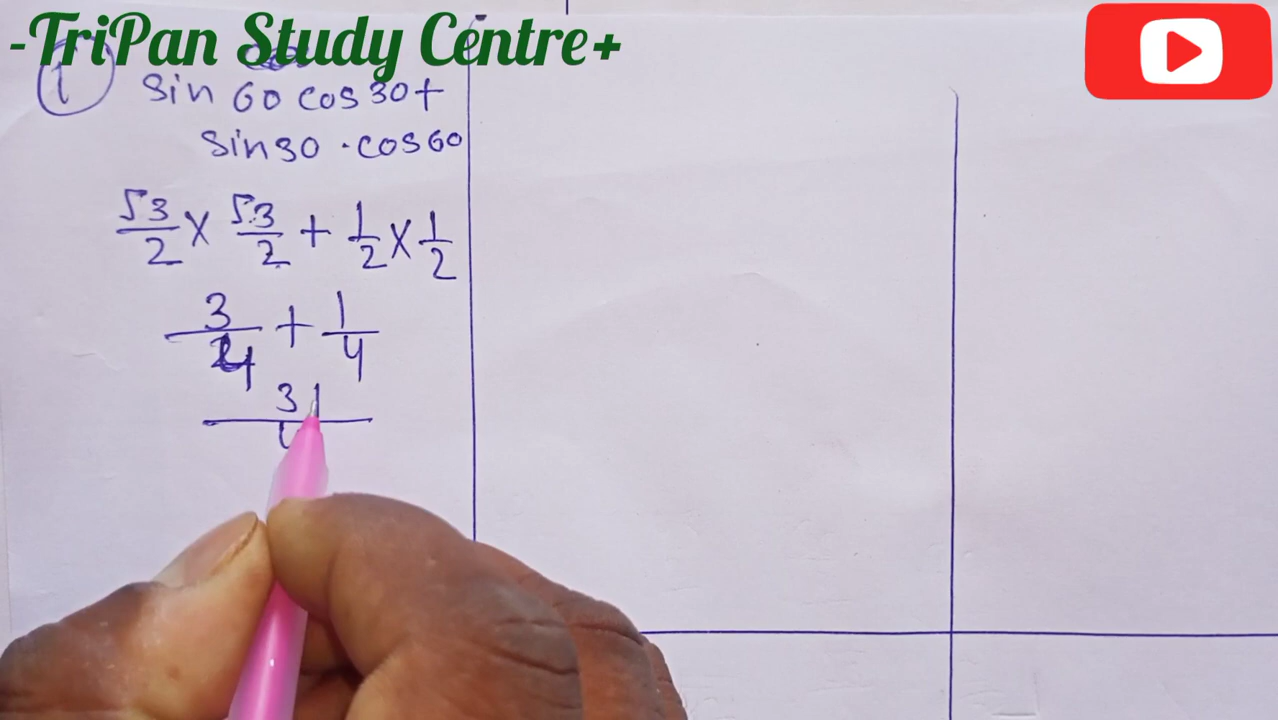 -TriPan Study Centre+
1 sin 60 cos 30 +
sin 30 · cos 60
√3/2 × √3/2 + 1/2 × 1/2
3/4 + 1/4
3 1